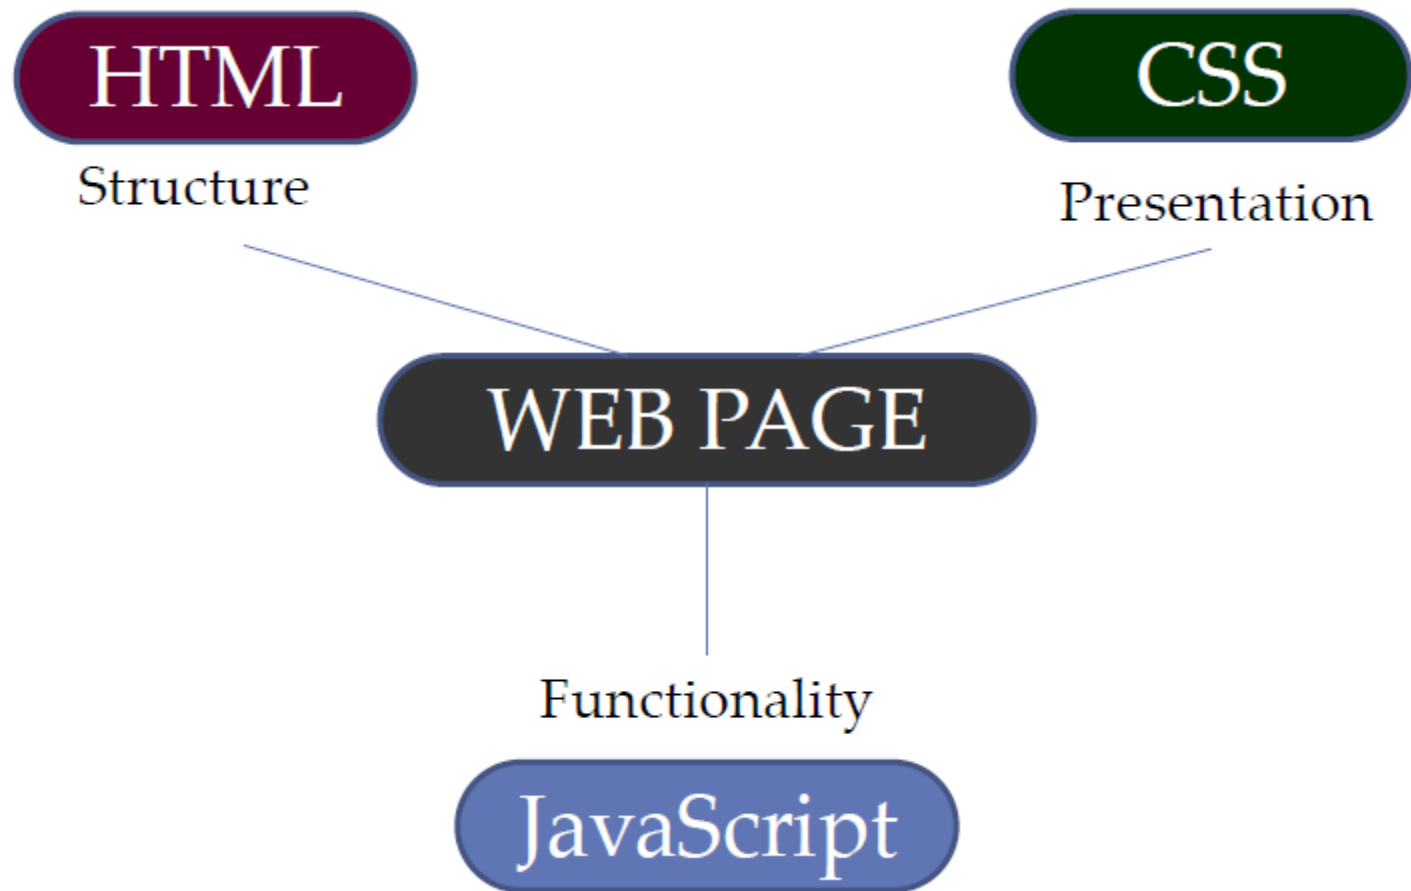 HTML
CSS
Structure
Presentation
WEB PAGE
Functionality
JavaScript